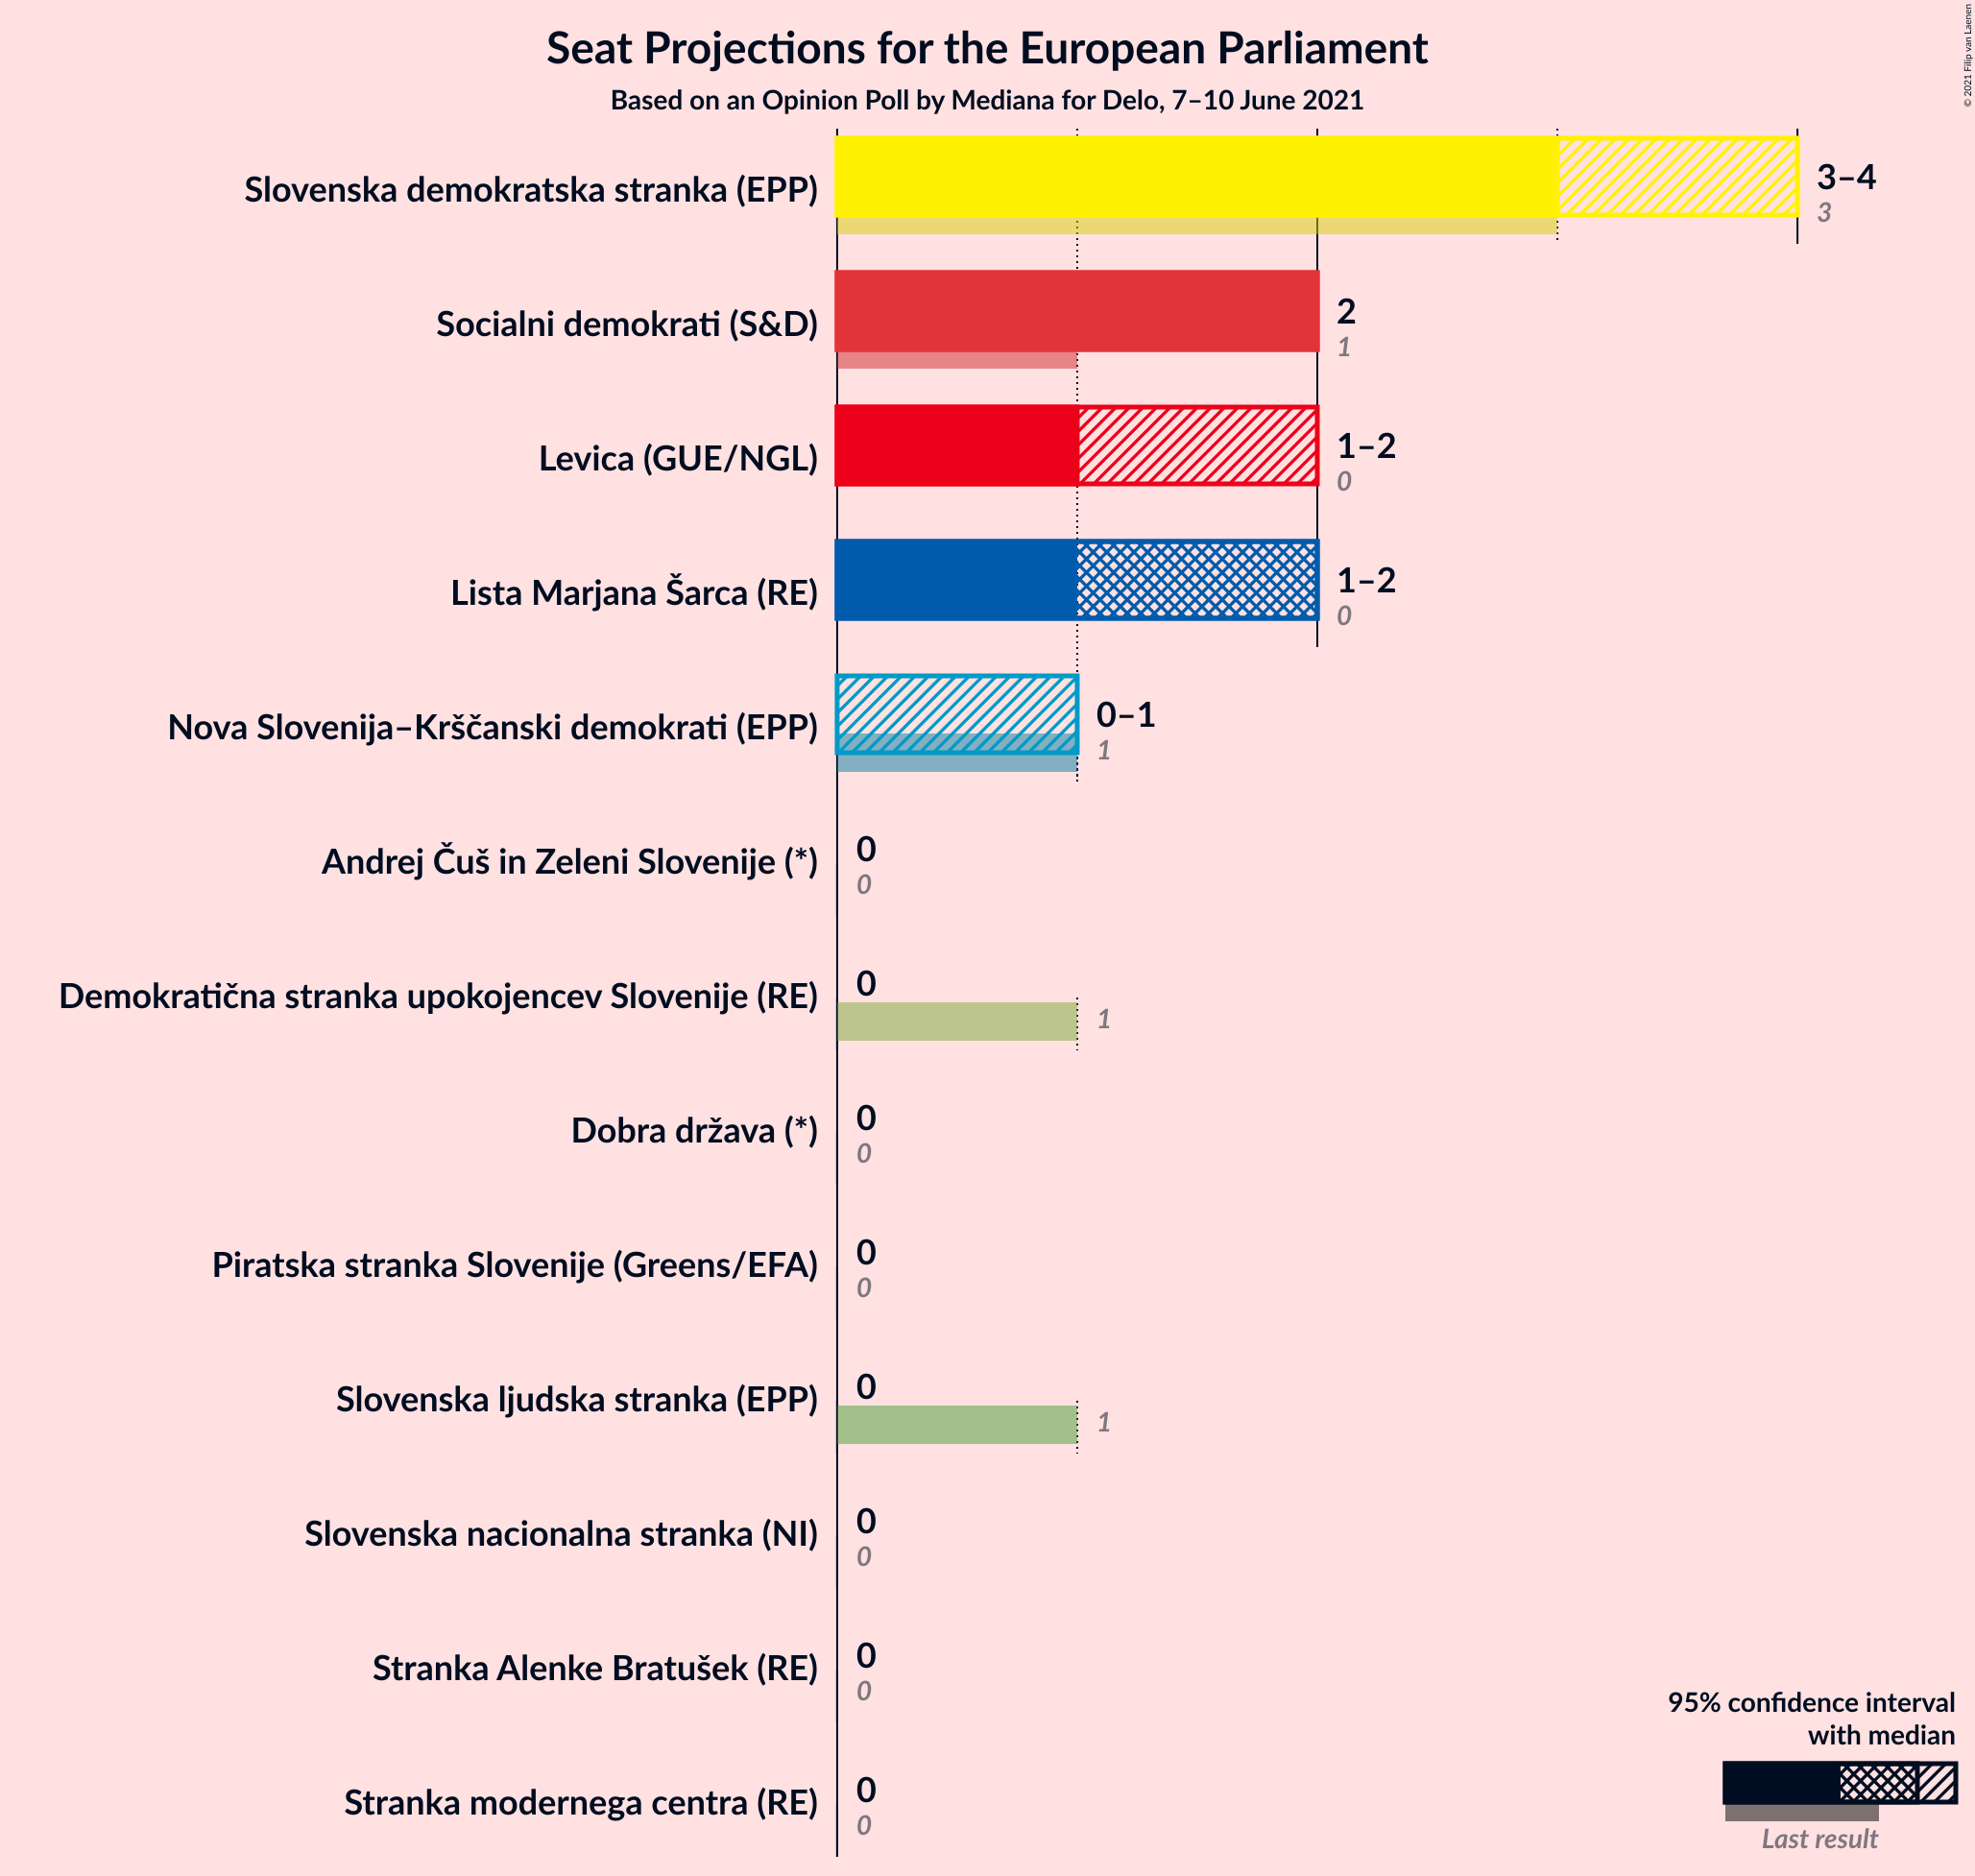 Seat Projections for the European Parliament
Based on an Opinion Poll by Mediana for Delo, 7–10 June 2021
© 2021 Filip van Laenen
Slovenska demokratska stranka (EPP)
3–4
3
Socialni demokrati (S&D)
2
1
Levica (GUE/NGL)
1–2
0
Lista Marjana Šarca (RE)
1–2
0
Nova Slovenija–Krščanski demokrati (EPP)
0–1
1
Andrej Čuš in Zeleni Slovenije (*)
0
0
Demokratična stranka upokojencev Slovenije (RE)
0
1
Dobra država (*)
0
0
Piratska stranka Slovenije (Greens/EFA)
0
0
Slovenska ljudska stranka (EPP)
0
1
Slovenska nacionalna stranka (NI)
0
0
Stranka Alenke Bratušek (RE)
0
0
Stranka modernega centra (RE)
0
0
95% confidence interval
with median
Last result